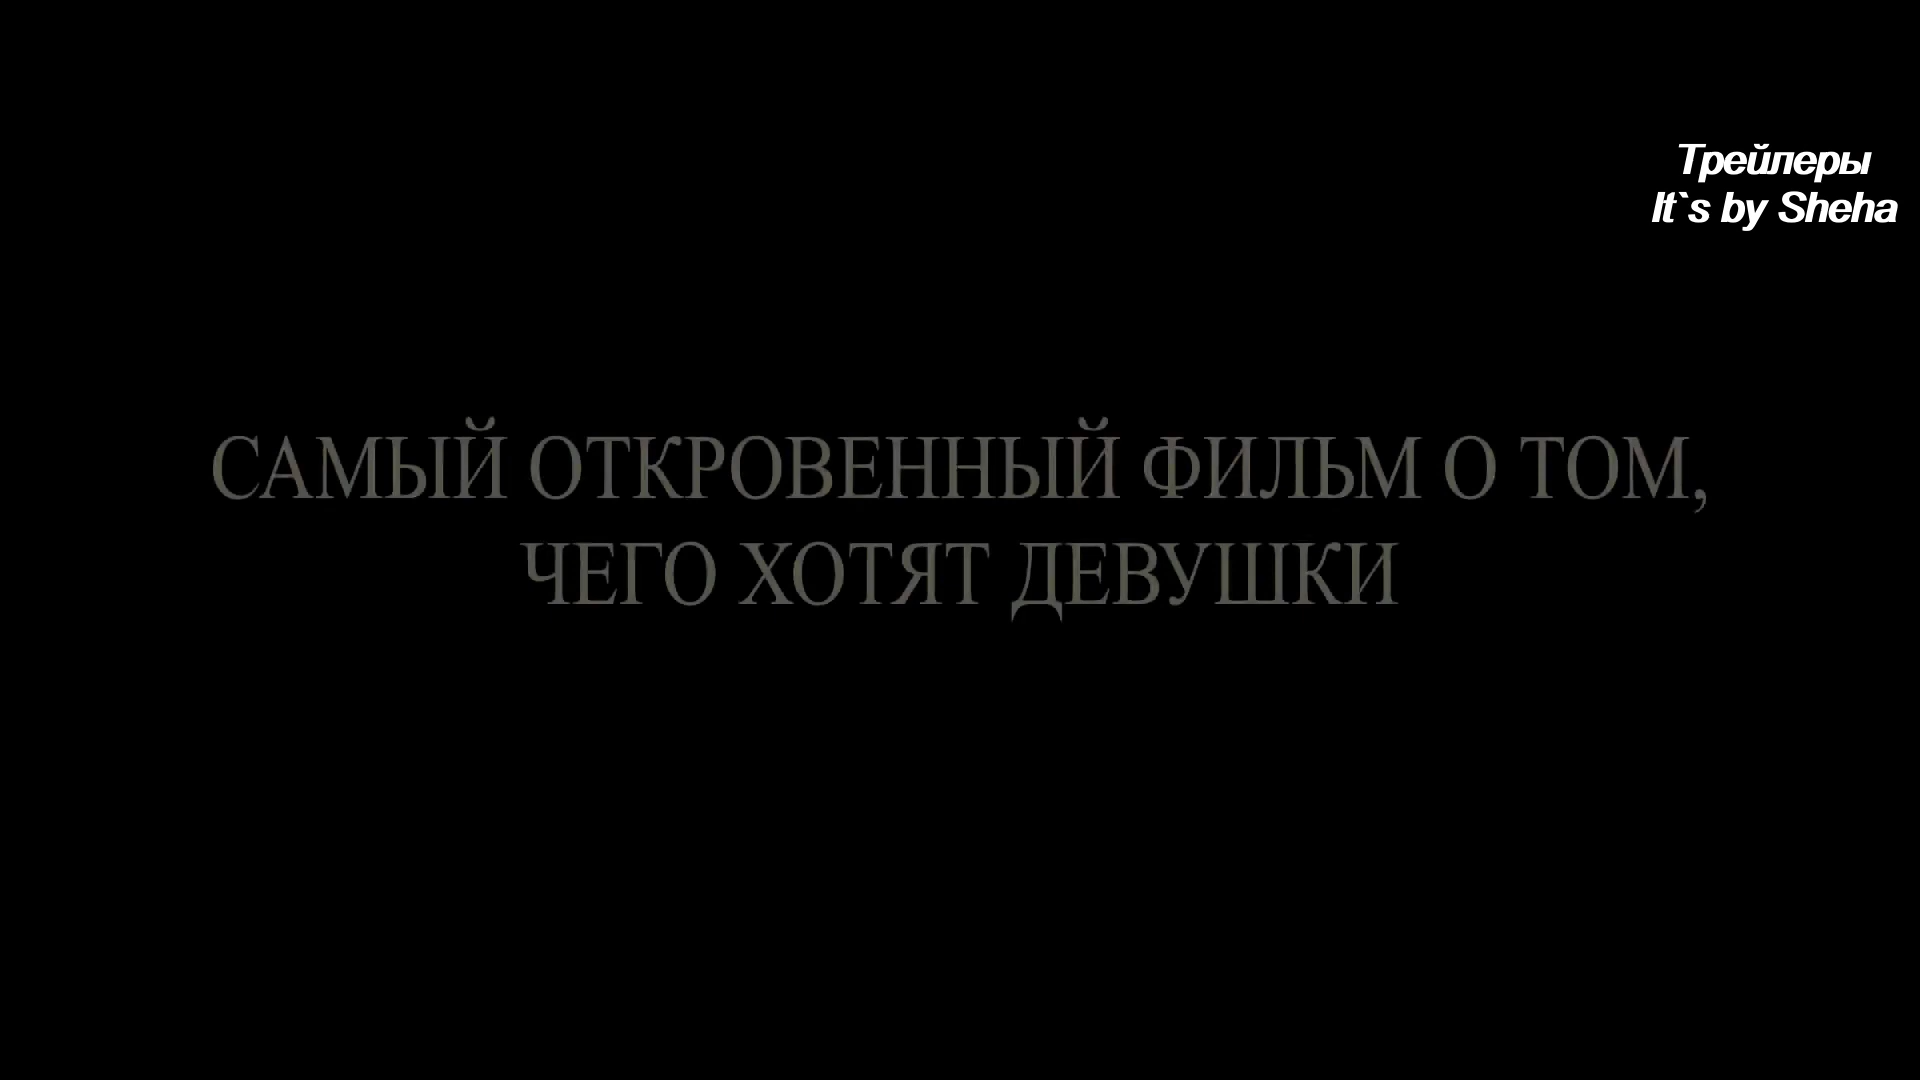 Трейлеры
It`s by Sheha
САМЫЙ ОТКРОВЕННЫЙ ФИЛЬМ О ТОМ,
ЧЕГО ХОТЯТ ДЕВУШКИ